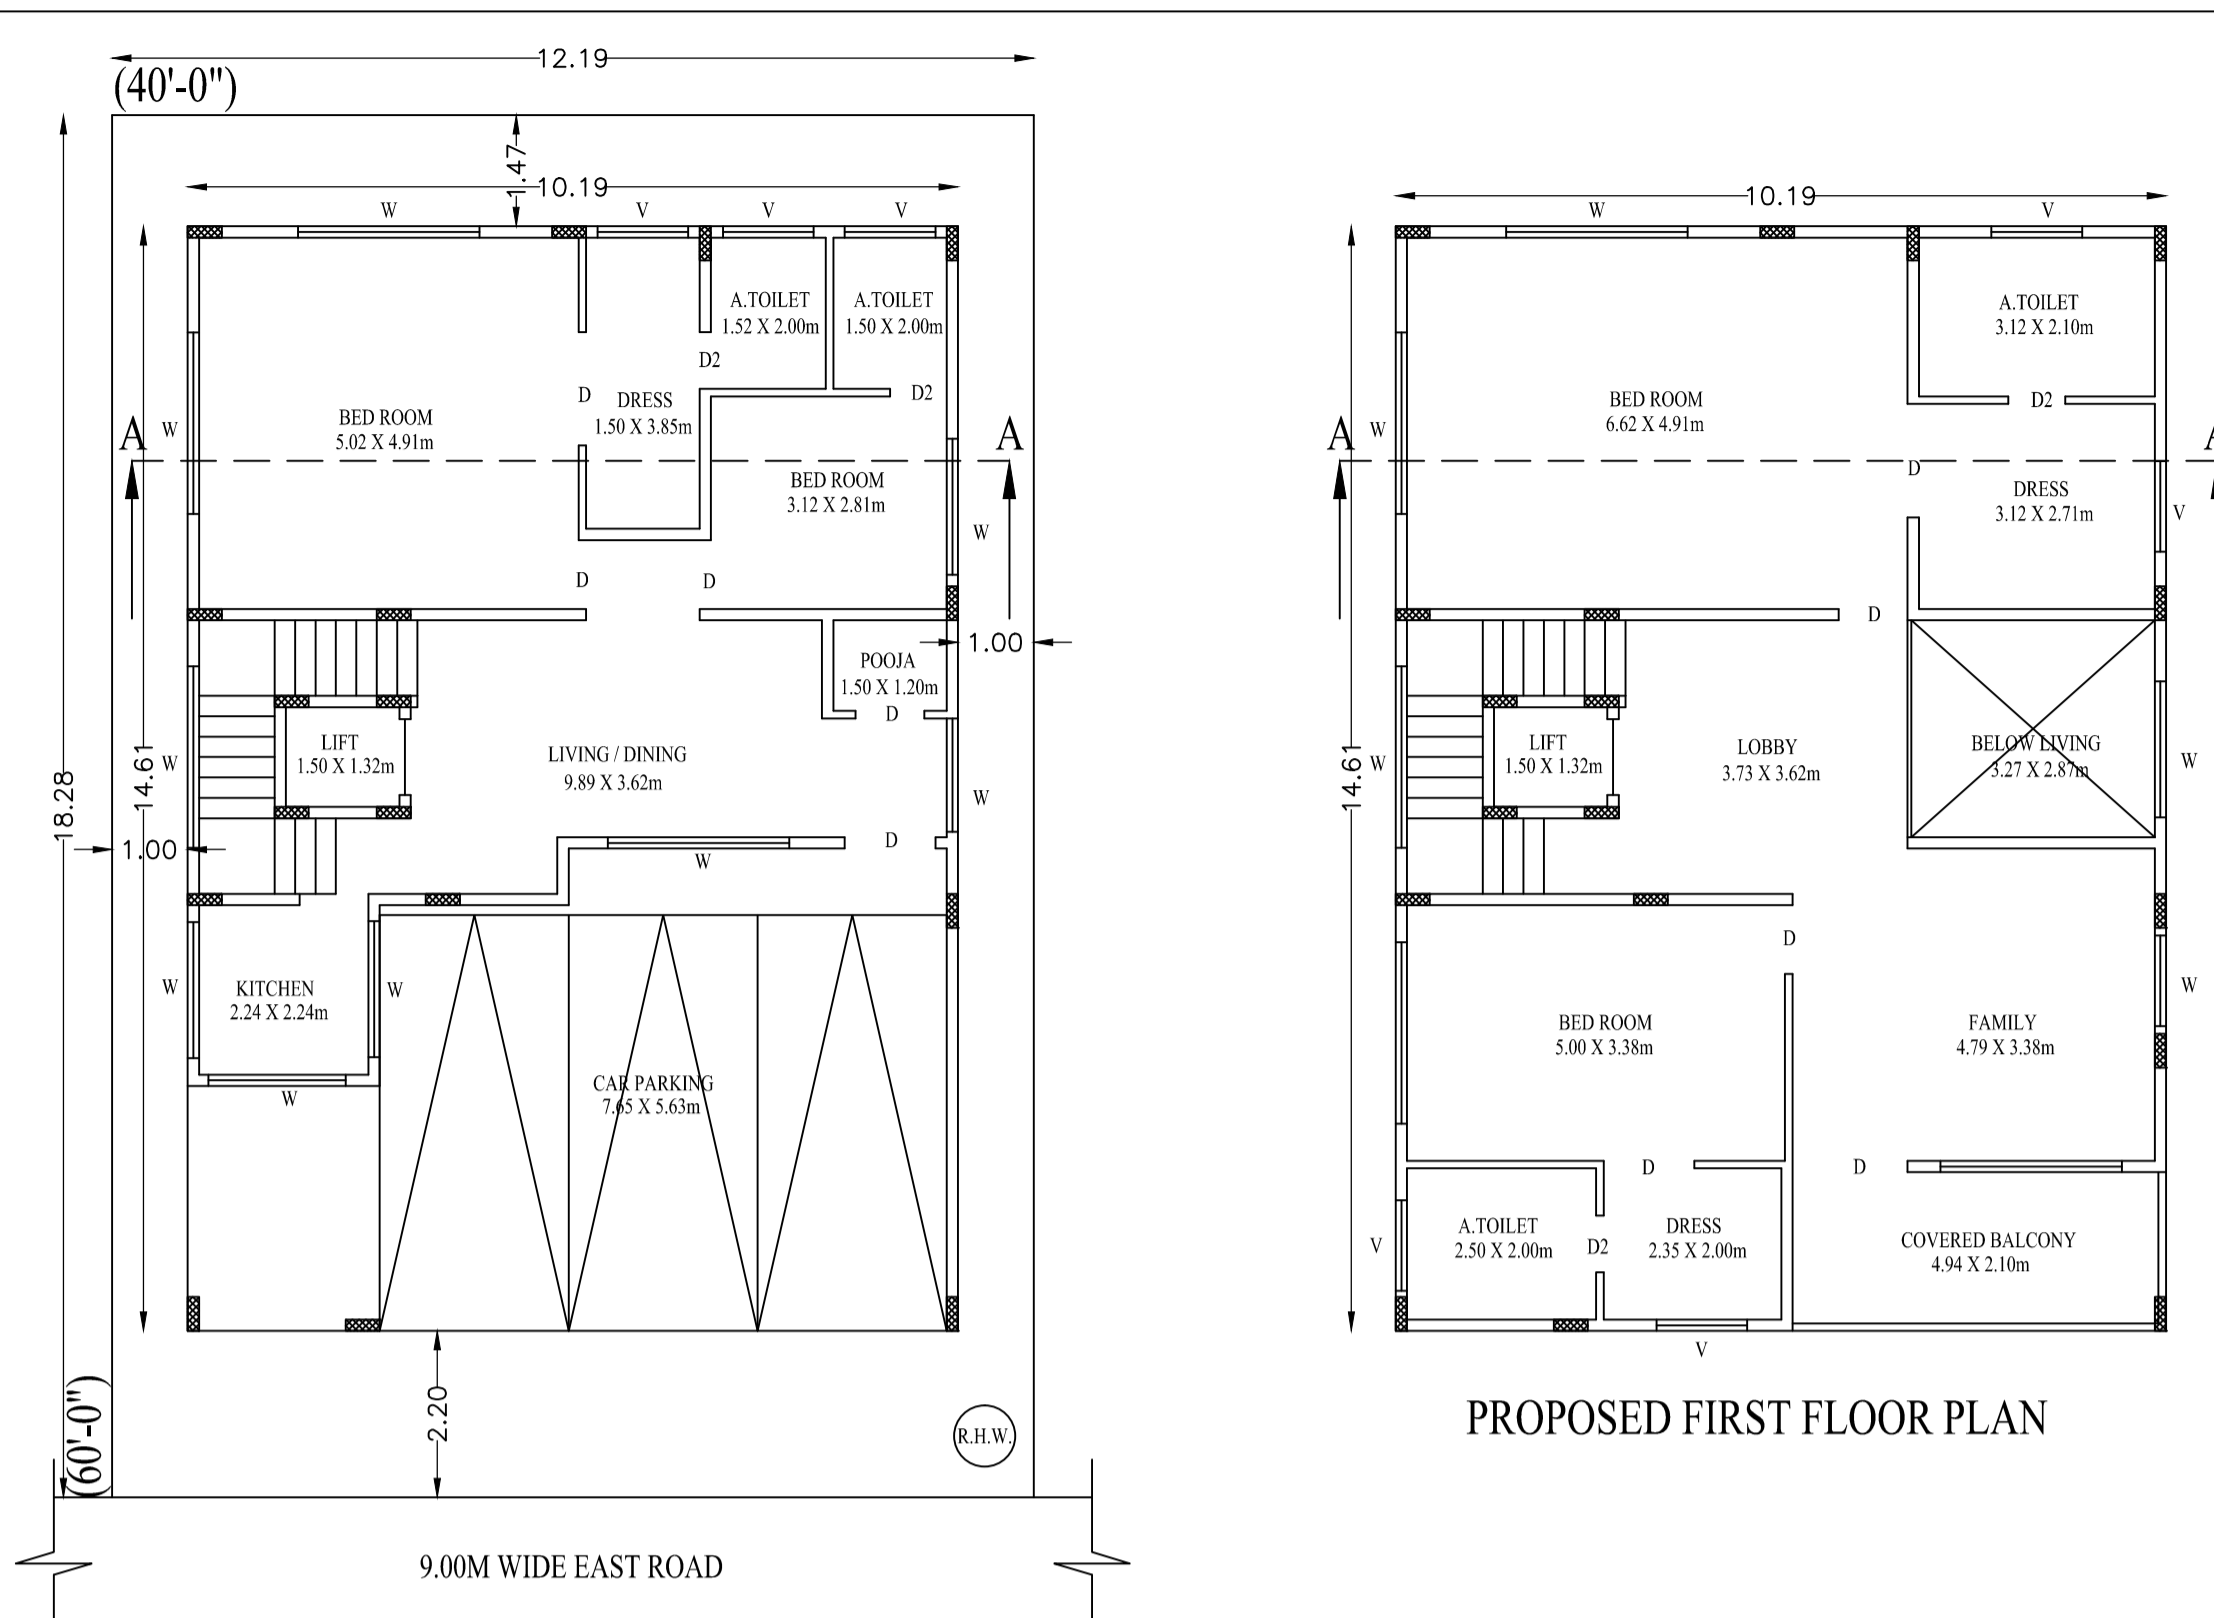 12.19
(40'-0")
1.47
10.19
W
V
V
V
A.TOILET
1.52 X 2.00m
A.TOILET
1.50 X 2.00m
D2
D2
D
DRESS
1.50 X 3.85m
BED ROOM
5.02 X 4.91m
A
W
A
BED ROOM
3.12 X 2.81m
W
D
D
1.00
POOJA
1.50 X 1.20m
D
18.28
14.61
W
LIFT
1.50 X 1.32m
LIVING / DINING
9.89 X 3.62m
W
1.00
D
W
W
KITCHEN
2.24 X 2.24m
W
W
CAR PARKING
7.65 X 5.63m
2.20
(60'-0")
R.H.W.
9.00M WIDE EAST ROAD
10.19
W
V
A.TOILET
3.12 X 2.10m
D2
BED ROOM
6.62 X 4.91m
A
W
A
D
DRESS
3.12 X 2.71m
V
D
14.61
W
LIFT
1.50 X 1.32m
LOBBY
3.73 X 3.62m
BELOW LIVING
3.27 X 2.87m
W
D
W
BED ROOM
5.00 X 3.38m
FAMILY
4.79 X 3.38m
D
D
V
A.TOILET
2.50 X 2.00m
D2
DRESS
2.35 X 2.00m
COVERED BALCONY
4.94 X 2.10m
V
PROPOSED FIRST FLOOR PLAN